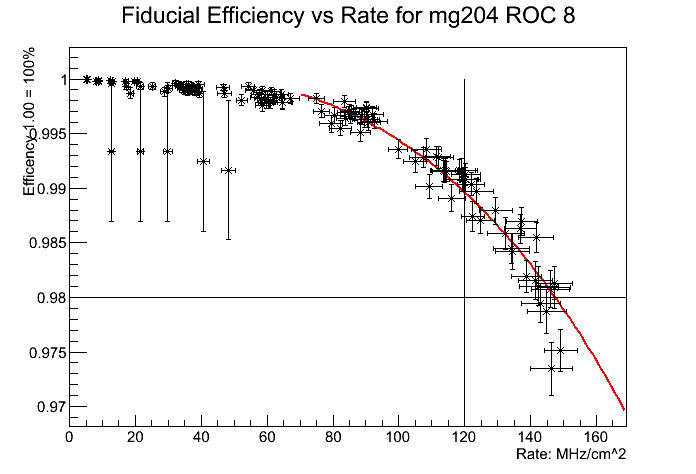 Fiducial Efficiency vs Rate for mg204 ROC 8
Efficency 1.00 = 100%
1
0.995
0.99
0.985
0.98
0.975
0.97
0 20 40 60 80 100 120 140 160
Rate: MHz/cm^2